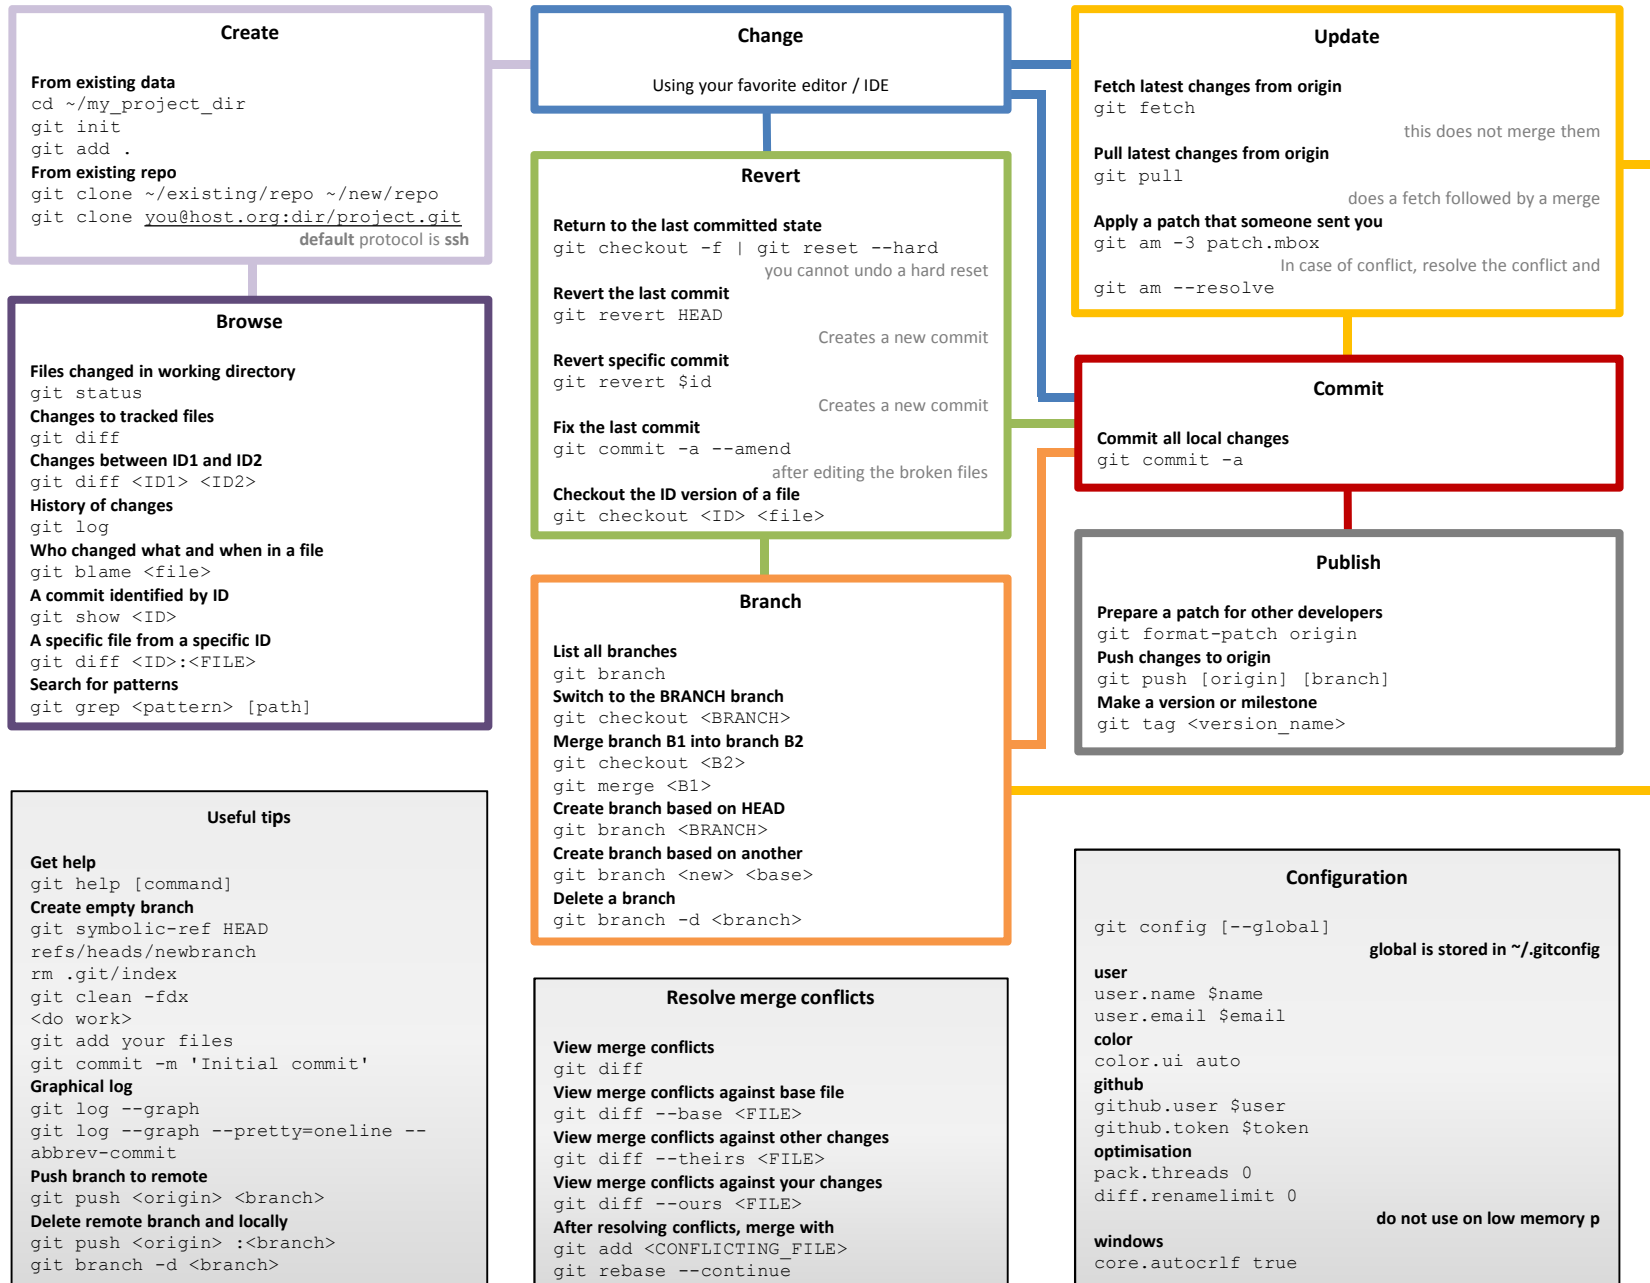 Create
From existing data
cd ~/my_project_dir
git init
git add .
From existing repo
git clone ~/existing/repo ~/new/repo
git clone you@host.org:dir/project.git
default protocol is ssh
Browse
Files changed in working directory
git status
Changes to tracked files
git diff
Changes between ID1 and ID2
git diff <ID1> <ID2>
History of changes
git log
Who changed what and when in a file
git blame <file>
A commit identified by ID
git show <ID>
A specific file from a specific ID
git diff <ID>:<FILE>
Search for patterns
git grep <pattern> [path]
Useful tips
Get help
git help [command]
Create empty branch
git symbolic-ref HEAD
refs/heads/newbranch
rm .git/index
git clean -fdx
<do work>
git add your files
git commit -m 'Initial commit'
Graphical log
git log --graph
git log --graph --pretty=oneline --
abbrev-commit
Push branch to remote
git push <origin> <branch>
Delete remote branch and locally
git push <origin> :<branch>
git branch -d <branch>
Change
Using your favorite editor / IDE
Revert
Return to the last committed state
git checkout -f | git reset --hard
you cannot undo a hard reset
Revert the last commit
git revert HEAD
Creates a new commit
Revert specific commit
git revert $id
Creates a new commit
Fix the last commit
git commit -a --amend
after editing the broken files
Checkout the ID version of a file
git checkout <ID> <file>
Branch
List all branches
git branch
Switch to the BRANCH branch
git checkout <BRANCH>
Merge branch B1 into branch B2
git checkout <B2>
git merge <B1>
Create branch based on HEAD
git branch <BRANCH>
Create branch based on another
git branch <new> <base>
Delete a branch
git branch -d <branch>
Resolve merge conflicts
View merge conflicts
git diff
View merge conflicts against base file
git diff --base <FILE>
View merge conflicts against other changes
git diff --theirs <FILE>
View merge conflicts against your changes
git diff --ours <FILE>
After resolving conflicts, merge with
git add <CONFLICTING_FILE>
git rebase --continue
Update
Fetch latest changes from origin
git fetch
this does not merge them
Pull latest changes from origin
git pull
does a fetch followed by a merge
Apply a patch that someone sent you
git am -3 patch.mbox
In case of conflict, resolve the conflict and
git am --resolve
Commit
Commit all local changes
git commit -a
Publish
Prepare a patch for other developers
git format-patch origin
Push changes to origin
git push [origin] [branch]
Make a version or milestone
git tag <version_name>
Configuration
git config [--global]
global is stored in ~/.gitconfig
user
user.name $name
user.email $email
color
color.ui auto
github
github.user $user
github.token $token
optimisation
pack.threads 0
diff.renamelimit 0
do not use on low memory p
windows
core.autocrlf true